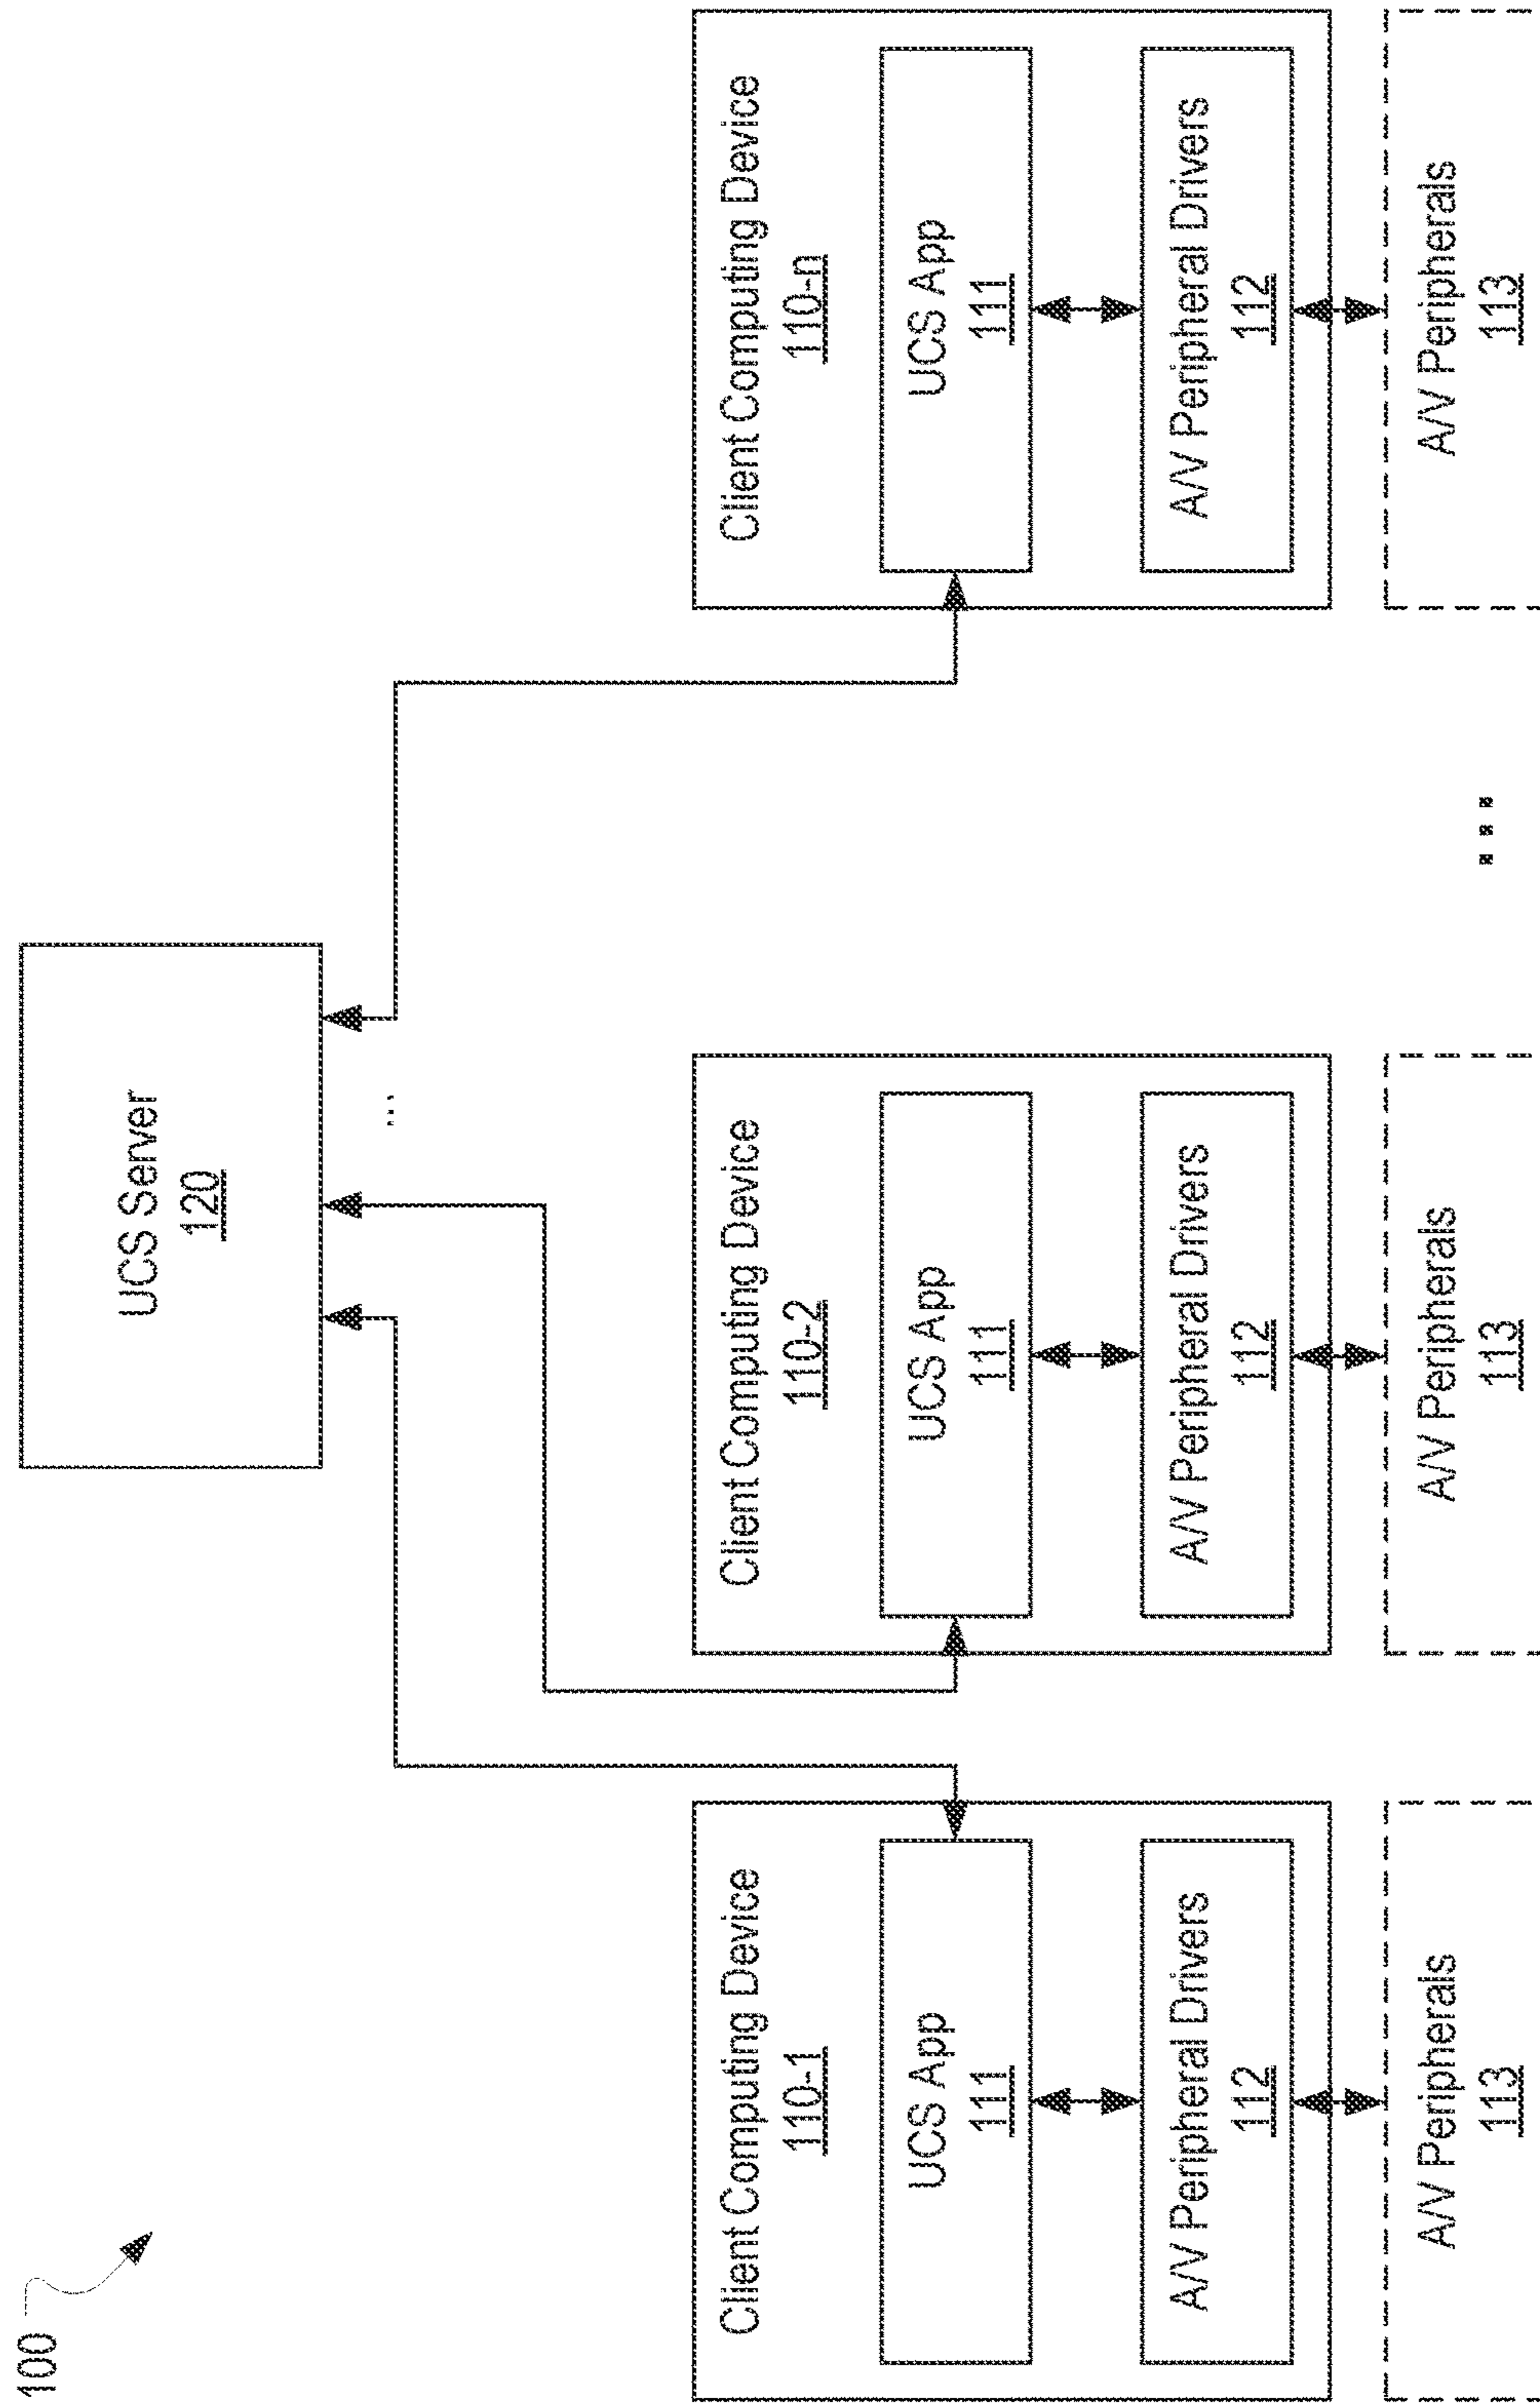 100
UCS Server
120
...
Client Computing Device
110-1
UCS App
111
A/V Peripheral Drivers
112
A/V Peripherals
113
Client Computing Device
110-2
UCS App
111
A/V Peripheral Drivers
112
A/V Peripherals
113
...
Client Computing Device
110-n
UCS App
111
A/V Peripheral Drivers
112
A/V Peripherals
113